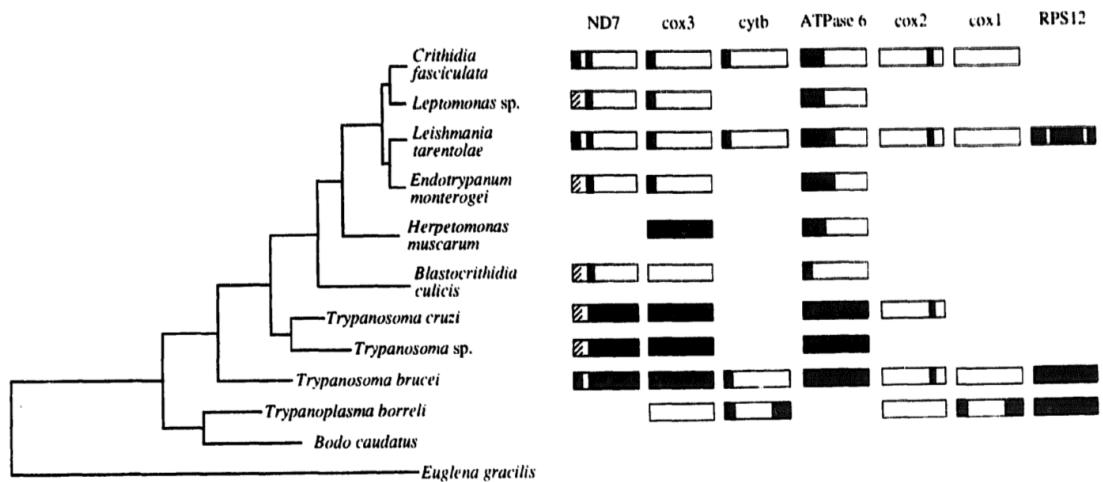 ND7 cox3 cytb ATPase 6 cox2 cox1 RPS12
Crithidia
fasciculata
Leptomonas sp.
Leishmania
tarentolae
Endotrypanum
monterogei
Herpetomonas
muscarum
Blastocrithidia
culicis
Trypanosoma cruzi
Trypanosoma sp.
Trypanosoma brucei
Trypanoplasma borreli
Bodo caudatus
Euglena gracilis